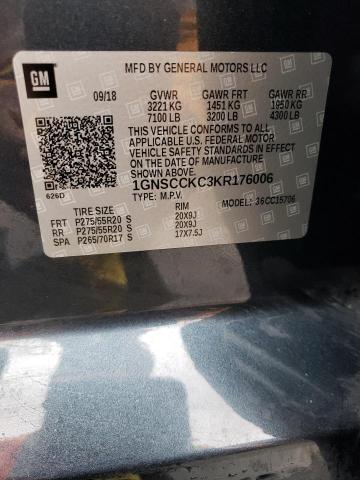 GM
MFD BY GENERAL MOTORS LLC
09/18 GVWR GAWR FRT GAWR RR
3221 KG 1451 KG 1950 KG
7100 LB 3200 LB 4300 LB
THIS VEHICLE CONFORMS TO ALL
APPLICABLE U.S. FEDERAL MOTOR
VEHICLE SAFETY STANDARDS IN EFFECT
ON THE DATE OF MANUFACTURE
SHOWN ABOVE.
1GNSCCKC3KR176006
626D TYPE: M.P.V. MODEL: 36CC15706
TIRE SIZE RIM
FRT P275/55R20 S 20X9J
RR P275/55R20 S 20X9J
SPA P265/70R17 S 17X7.5J